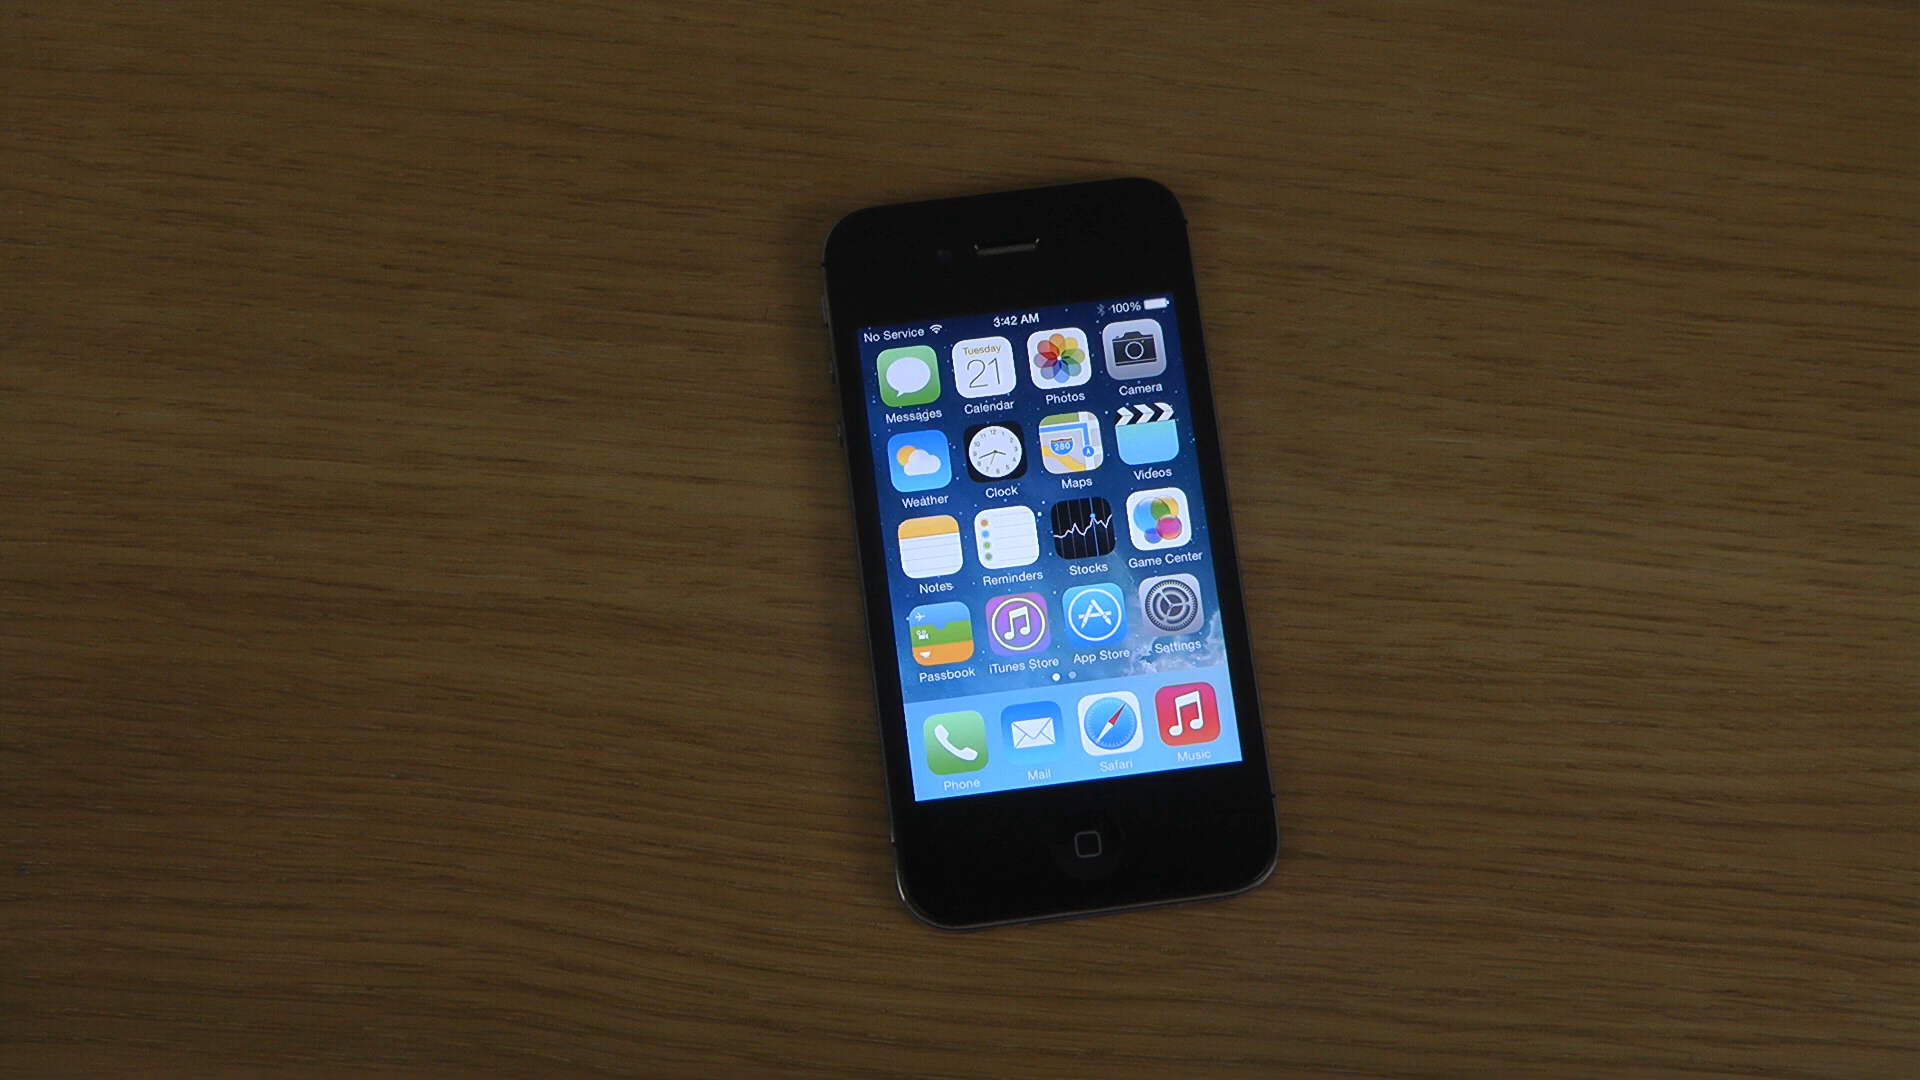 No Service 3:42 AM 100%
Tuesday
21
Messages Calendar Photos Camera
280
Weather Clock Maps Videos
Notes Reminders Stocks Game Center
Passbook iTunes Store App Store Settings
Phone Mail Safari Music